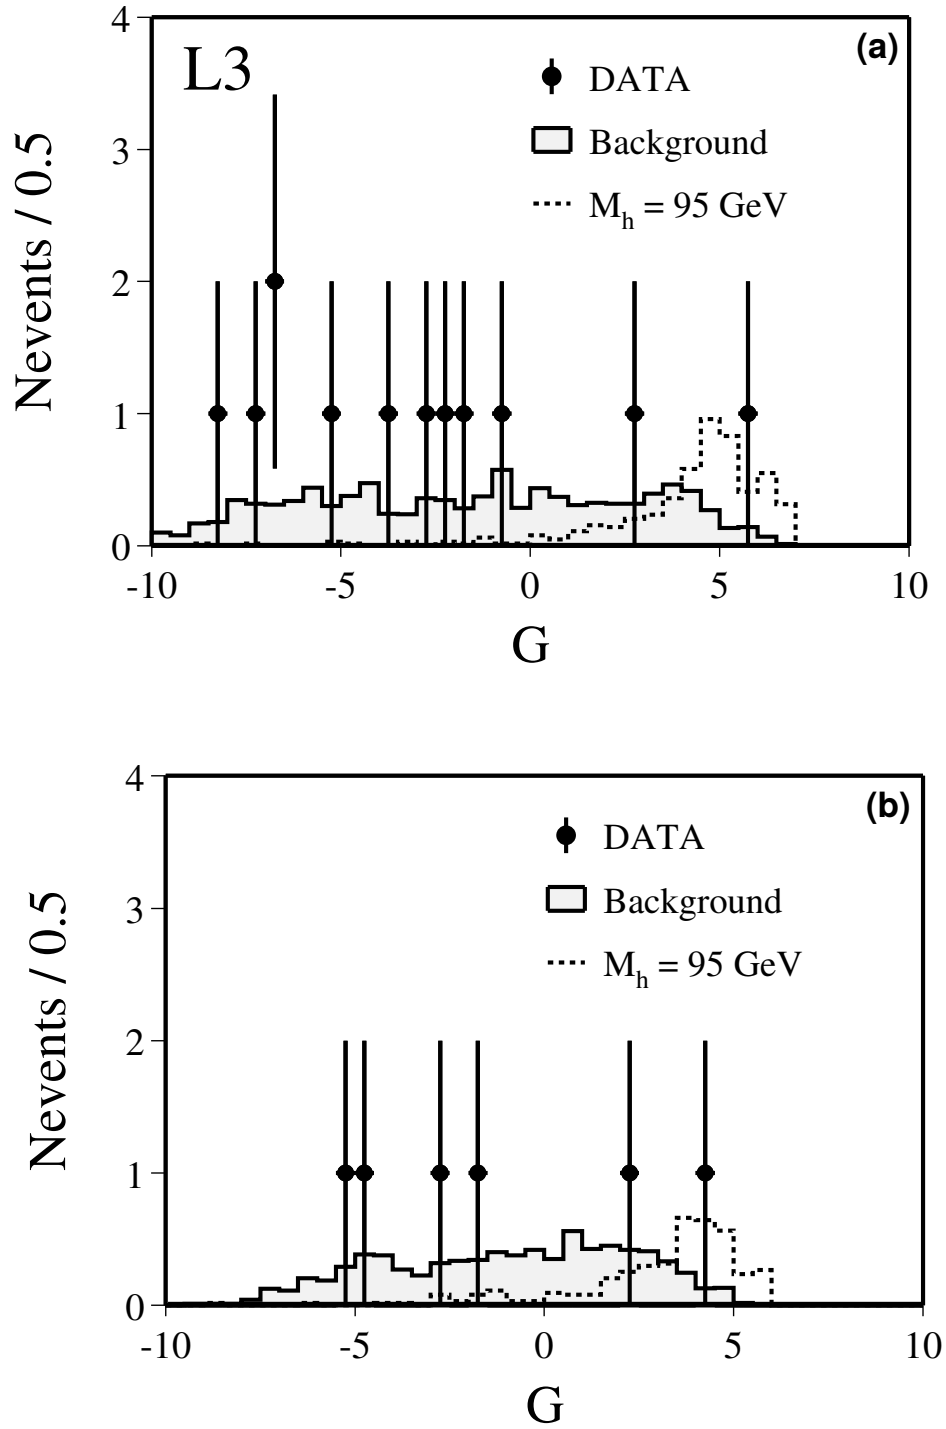 4
(a)
L3
DATA
3
Background
M_h = 95 GeV
Nevents / 0.5
2
1
0
-10 -5 0 5 10
G
4
(b)
DATA
3
Background
M_h = 95 GeV
Nevents / 0.5
2
1
0
-10 -5 0 5 10
G